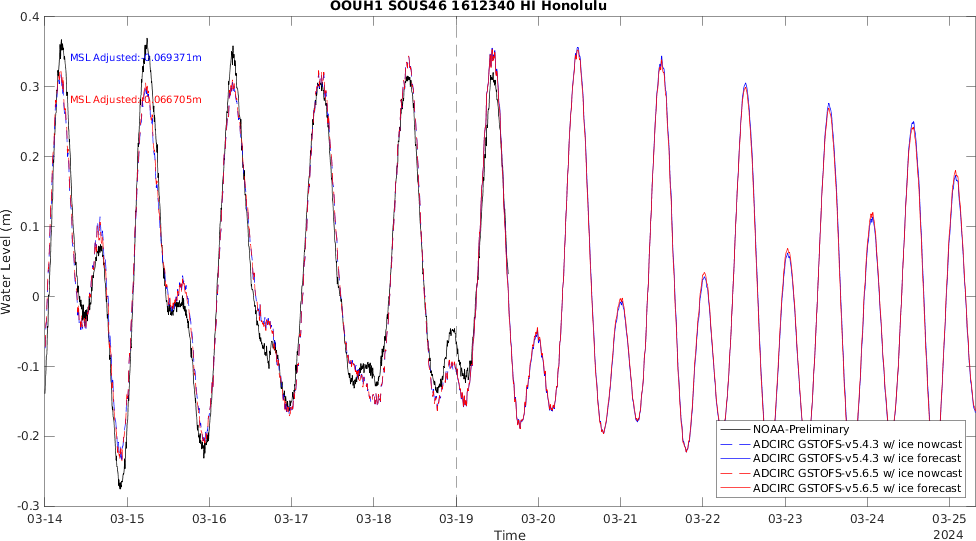 OOUH1 SOUS46 1612340 HI Honolulu
0.4
0.3
0.2
0.1
0
-0.1
-0.2
-0.3
Water Level (m)
MSL Adjusted:-0.069371m
MSL Adjusted:-0.066705m
NOAA-Preliminary
ADCIRC GSTOFS-v5.4.3 w/ ice nowcast
ADCIRC GSTOFS-v5.4.3 w/ ice forecast
ADCIRC GSTOFS-v5.6.5 w/ ice nowcast
ADCIRC GSTOFS-v5.6.5 w/ ice forecast
03-14 03-15 03-16 03-17 03-18 03-19 03-20 03-21 03-22 03-23 03-24 03-25
Time
2024